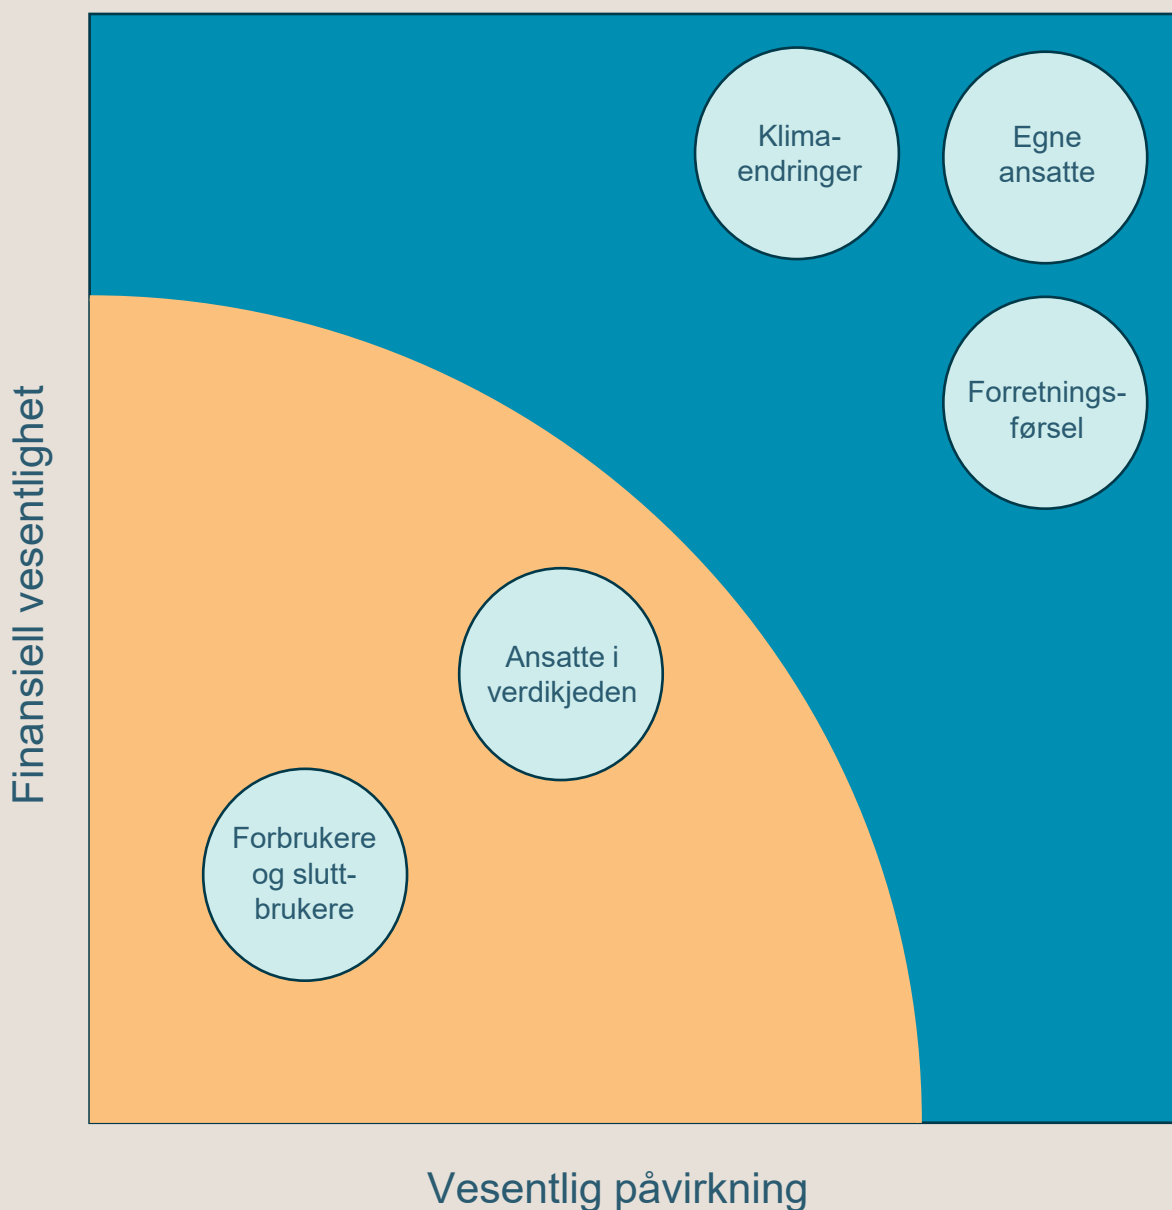 Klima-
endringer
Egne
ansatte
Forretnings-
førsel
Finansiell vesentlighet
Ansatte i
verdikjeden
Forbrukere
og slutt-
brukere
Vesentlig påvirkning